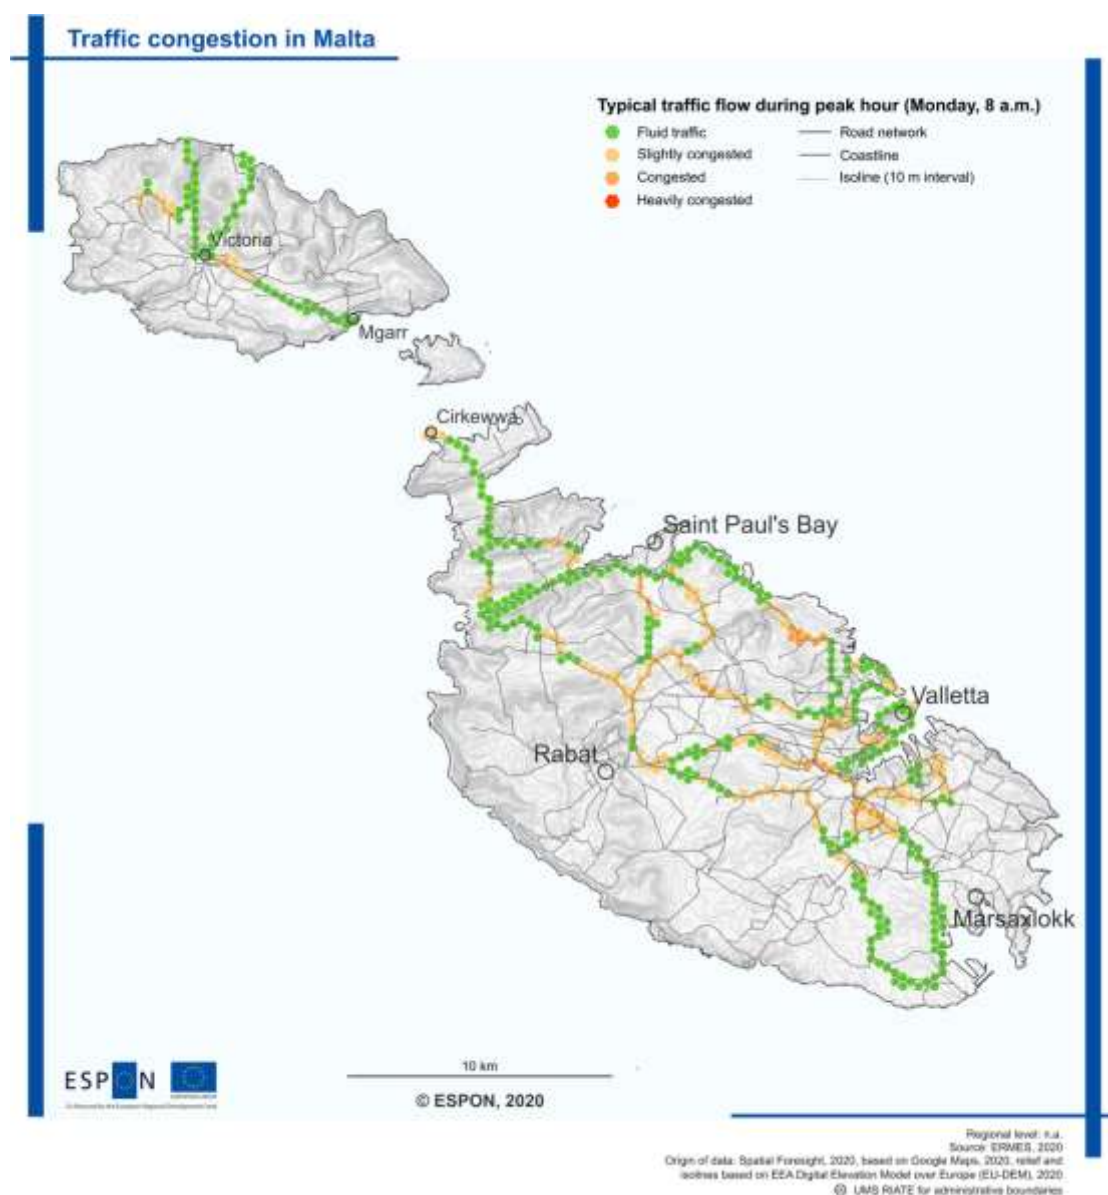 Traffic congestion in Malta
Typical traffic flow during peak hour (Monday, 8 a.m.)
Fluid traffic
Road network
Slightly congested
Coastline
Congested
Isoline (10 m interval)
Heavily congested
Victoria
Mgarr
Cirkewwa
Saint Paul's Bay
Valletta
Rabat
Marsaxlokk
ESPON
10 km
© ESPON, 2020
Regional level: n.a.
Source: ERMES, 2020
Origin of data: Spatial Foresight, 2020, based on Google Maps, 2020, relief and
isolines based on EEA Digital Elevation Model over Europe (EU-DEM), 2020
© UMS RIATE for administrative boundaries